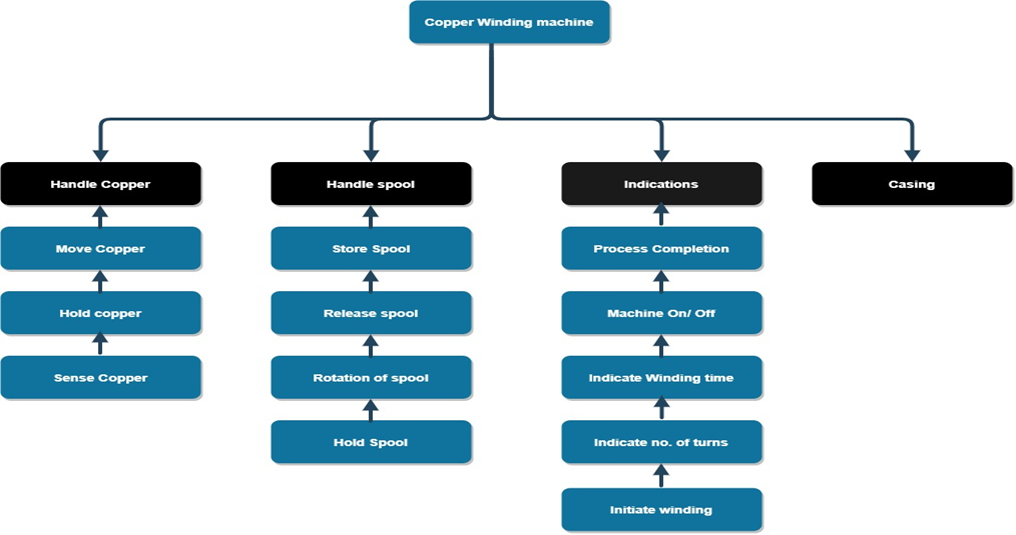 Copper Winding machine
Handle Copper
Move Copper
Hold copper
Sense Copper
Handle spool
Store Spool
Release spool
Rotation of spool
Hold Spool
Indications
Process Completion
Machine On/ Off
Indicate Winding time
Indicate no. of turns
Initiate winding
Casing